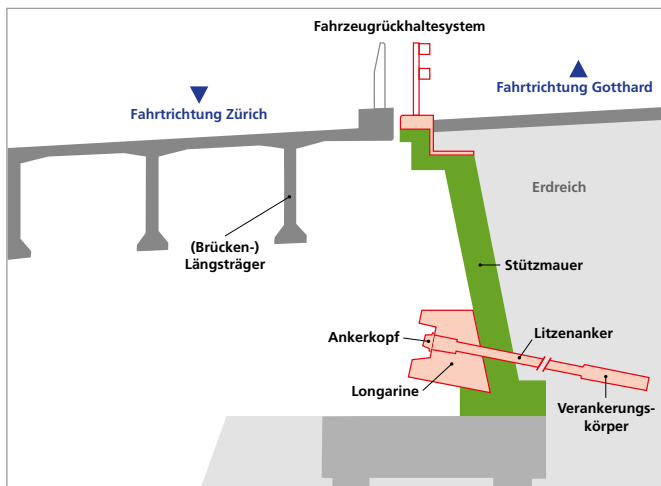 Fahrzeugrückhaltesystem
Fahrtrichtung Zürich
Fahrtrichtung Gotthard
Erdreich
(Brücken-)
Längsträger
Stützmauer
Ankerkopf
Litzenanker
Longarine
Verankerungs-
körper